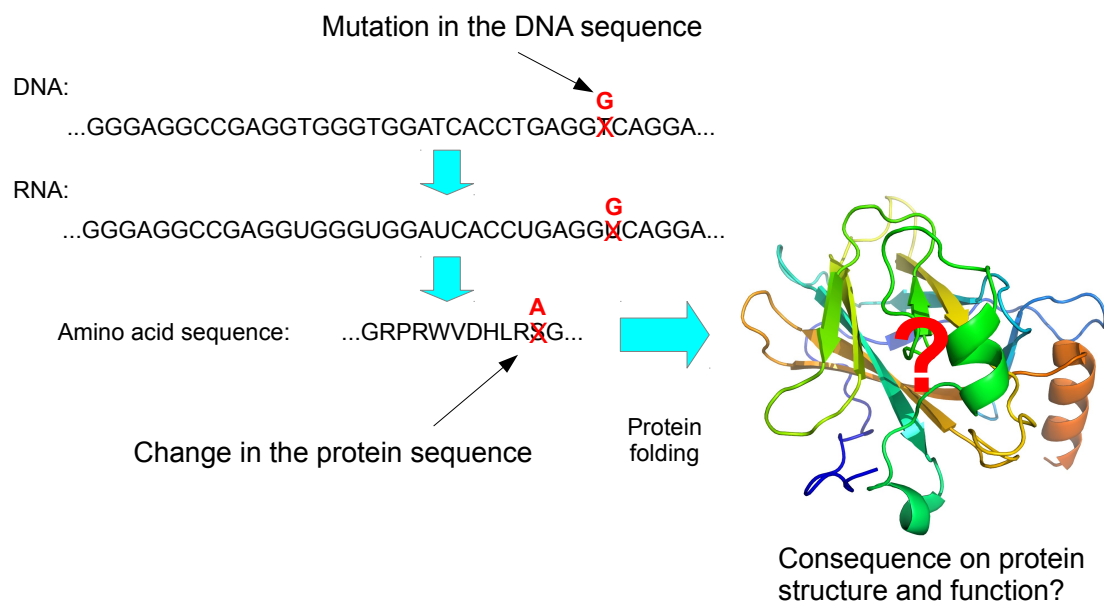 Mutation in the DNA sequence
DNA:
G
...GGGAGGCCGAGGTGGGTGGATCACCTGAGGTCAGGA...
RNA:
G
...GGGAGGCCGAGGUGGGUGGAUCACCUGAGGUCAGGA...
A
Amino acid sequence: ...GRPRWVDHLRSG...
?
Change in the protein sequence
Protein
folding
Consequence on protein
structure and function?